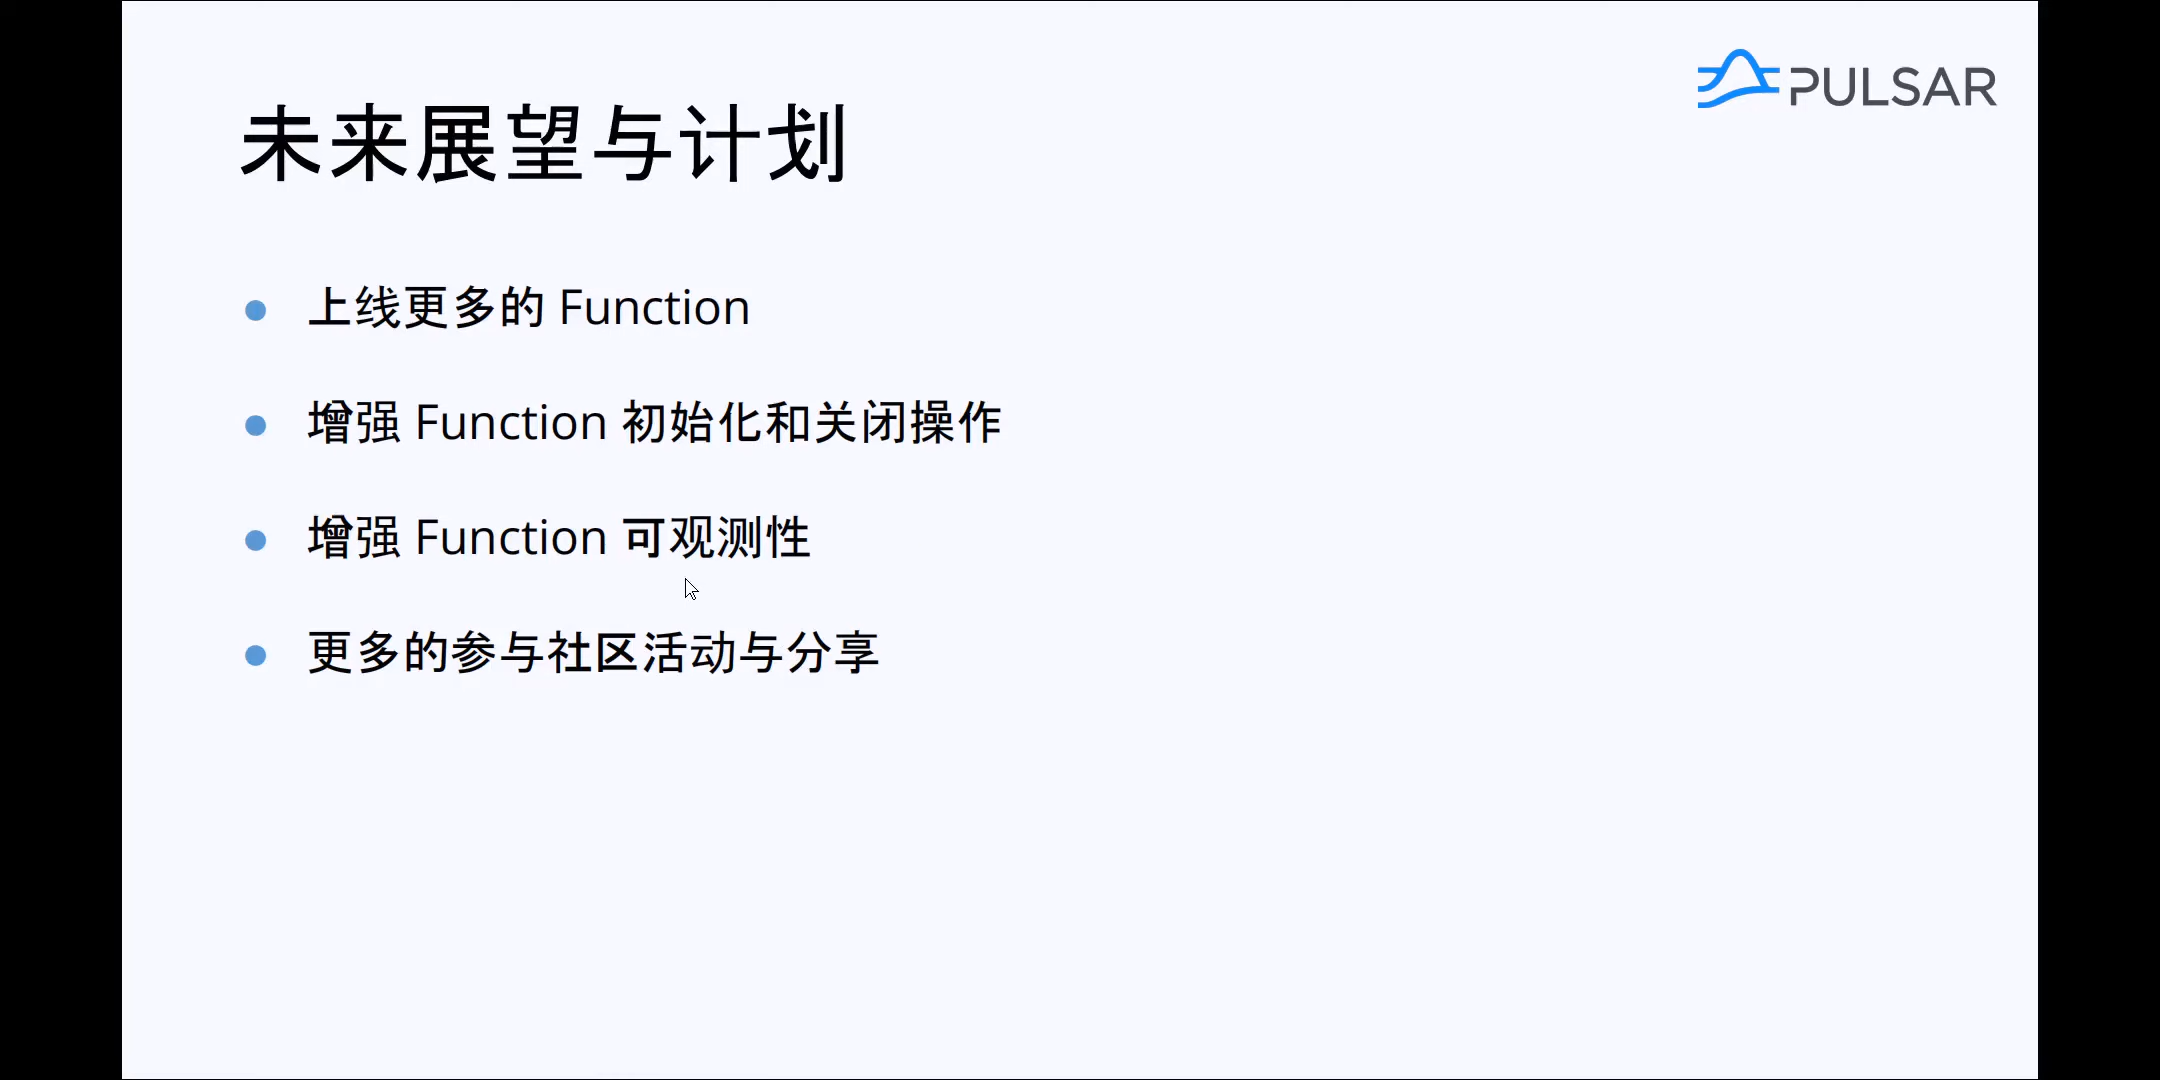 PULSAR
未来展望与计划
上线更多的 Function
增强 Function 初始化和关闭操作
增强 Function 可观测性
更多的参与社区活动与分享